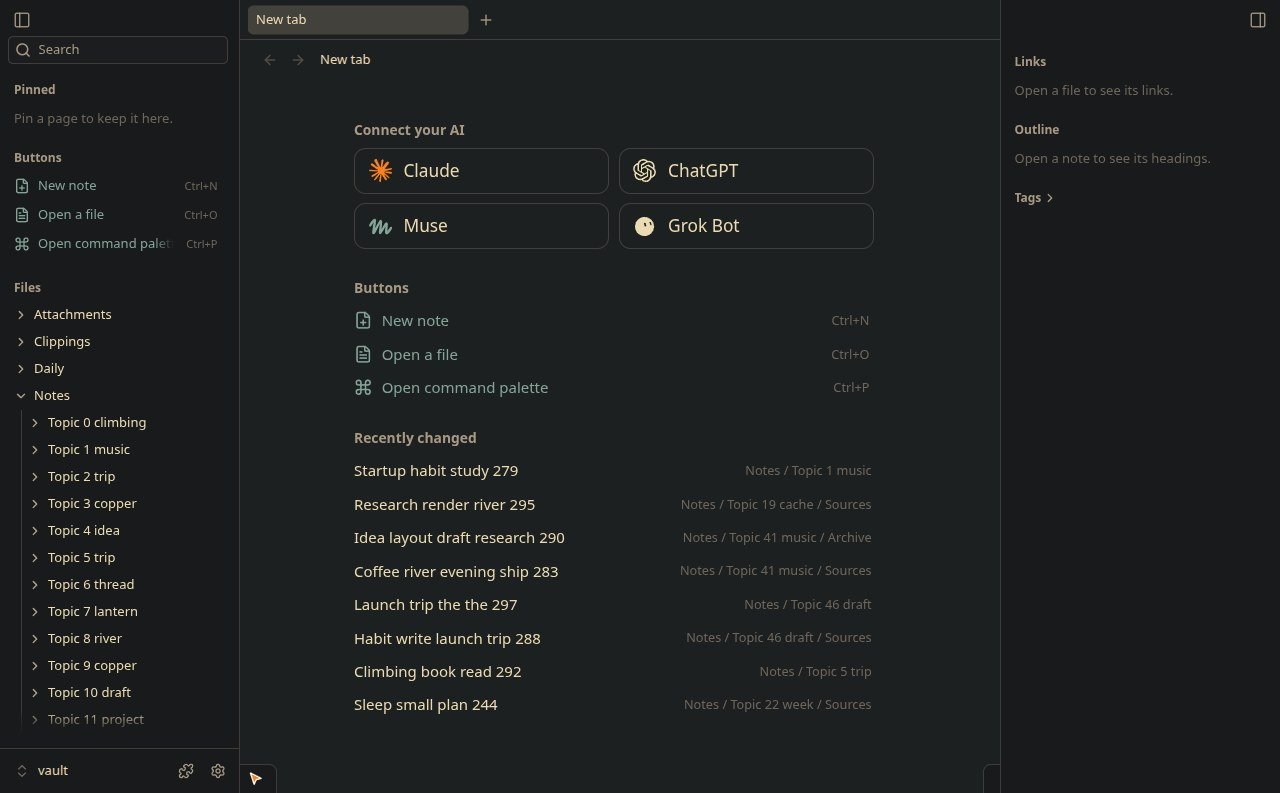 New tab
Search
Pinned
Pin a page to keep it here.
Buttons
New note Ctrl+N
Open a file Ctrl+O
Open command palet Ctrl+P
Files
Attachments
Clippings
Daily
Notes
Topic 0 climbing
Topic 1 music
Topic 2 trip
Topic 3 copper
Topic 4 idea
Topic 5 trip
Topic 6 thread
Topic 7 lantern
Topic 8 river
Topic 9 copper
Topic 10 draft
Topic 11 project
vault
New tab
Connect your AI
Claude ChatGPT
Muse Grok Bot
Buttons
New note Ctrl+N
Open a file Ctrl+O
Open command palette Ctrl+P
Recently changed
Startup habit study 279 Notes / Topic 1 music
Research render river 295 Notes / Topic 19 cache / Sources
Idea layout draft research 290 Notes / Topic 41 music / Archive
Coffee river evening ship 283 Notes / Topic 41 music / Sources
Launch trip the the 297 Notes / Topic 46 draft
Habit write launch trip 288 Notes / Topic 46 draft / Sources
Climbing book read 292 Notes / Topic 5 trip
Sleep small plan 244 Notes / Topic 22 week / Sources
Links
Open a file to see its links.
Outline
Open a note to see its headings.
Tags